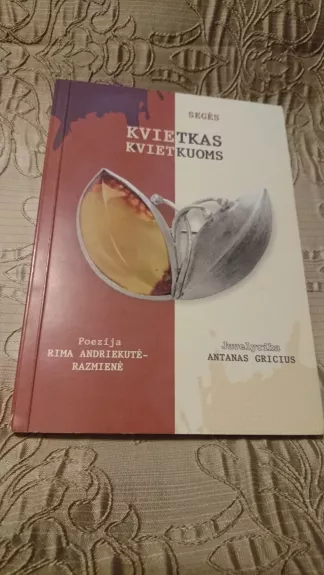 SEGĖS
KVIETKAS
KVIETKUOMS
Poezija
RIMA ANDRIEKUTĖ-
RAZMIENĖ
Juvelyrika
ANTANAS GRICIUS